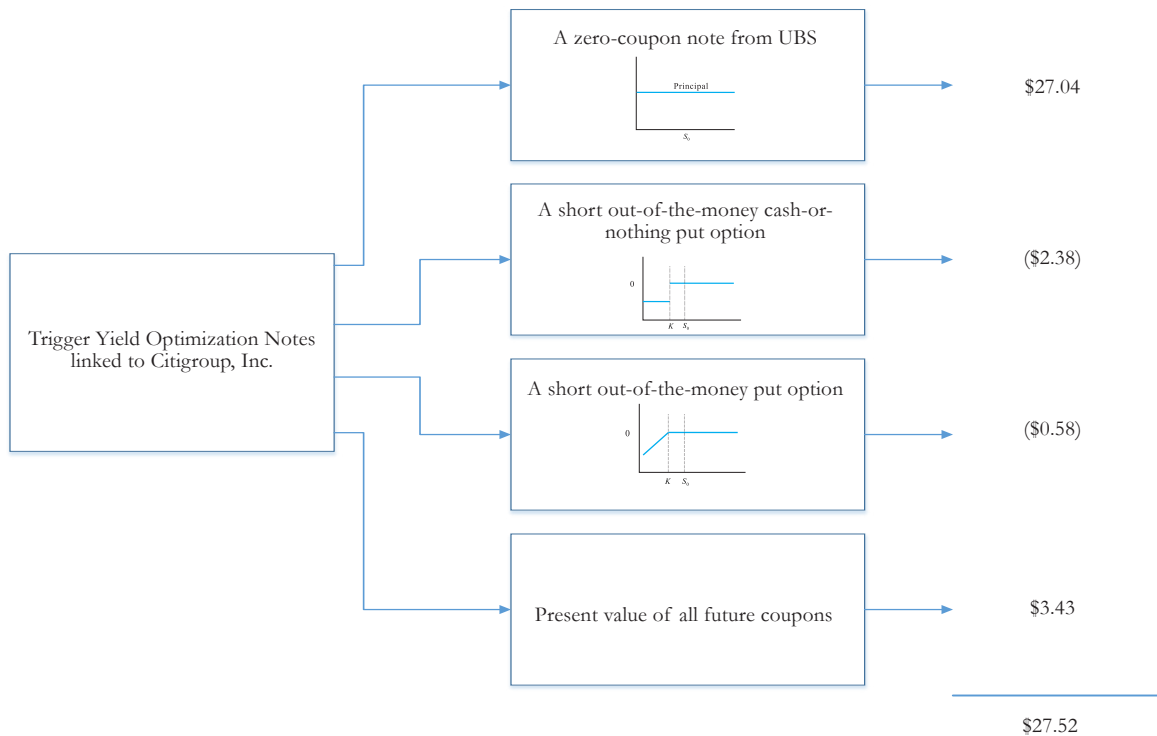 A zero-coupon note from UBS
Principal
S₀
$27.04
A short out-of-the-money cash-or-
nothing put option
0
K S₀
($2.38)
Trigger Yield Optimization Notes
linked to Citigroup, Inc.
A short out-of-the-money put option
0
K S₀
($0.58)
Present value of all future coupons
$3.43
$27.52